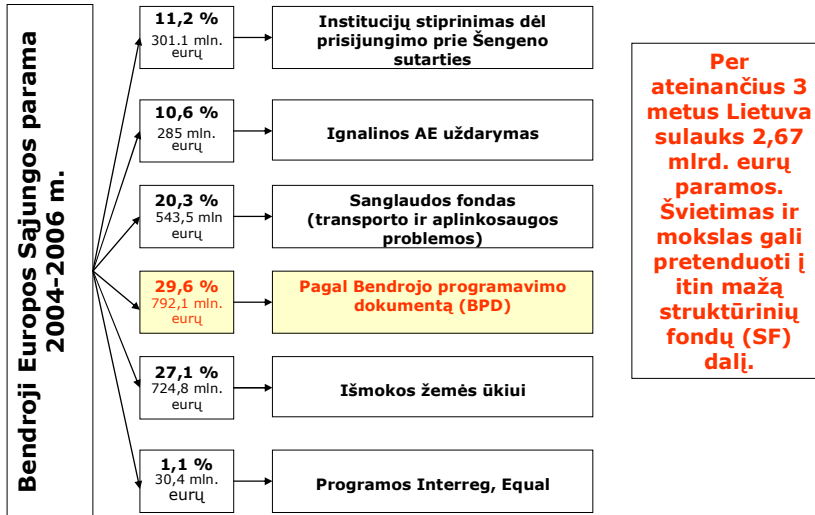 Bendroji Europos Sąjungos parama
2004–2006 m.
11,2 %
301.1 mln.
eurų
Institucijų stiprinimas dėl
prisijungimo prie Šengeno
sutarties
10,6 %
285 mln.
eurų
Ignalinos AE uždarymas
20,3 %
543,5 mln
eurų
Sanglaudos fondas
(transporto ir aplinkosaugos
problemos)
29,6 %
792,1 mln.
eurų
Pagal Bendrojo programavimo
dokumentą (BPD)
27,1 %
724,8 mln.
eurų
Išmokos žemės ūkiui
1,1 %
30,4 mln.
eurų
Programos Interreg, Equal
Per
ateinančius 3
metus Lietuva
sulauks 2,67
mlrd. eurų
paramos.
Švietimas ir
mokslas gali
pretenduoti į
itin mažą
struktūrinių
fondų (SF)
dalį.